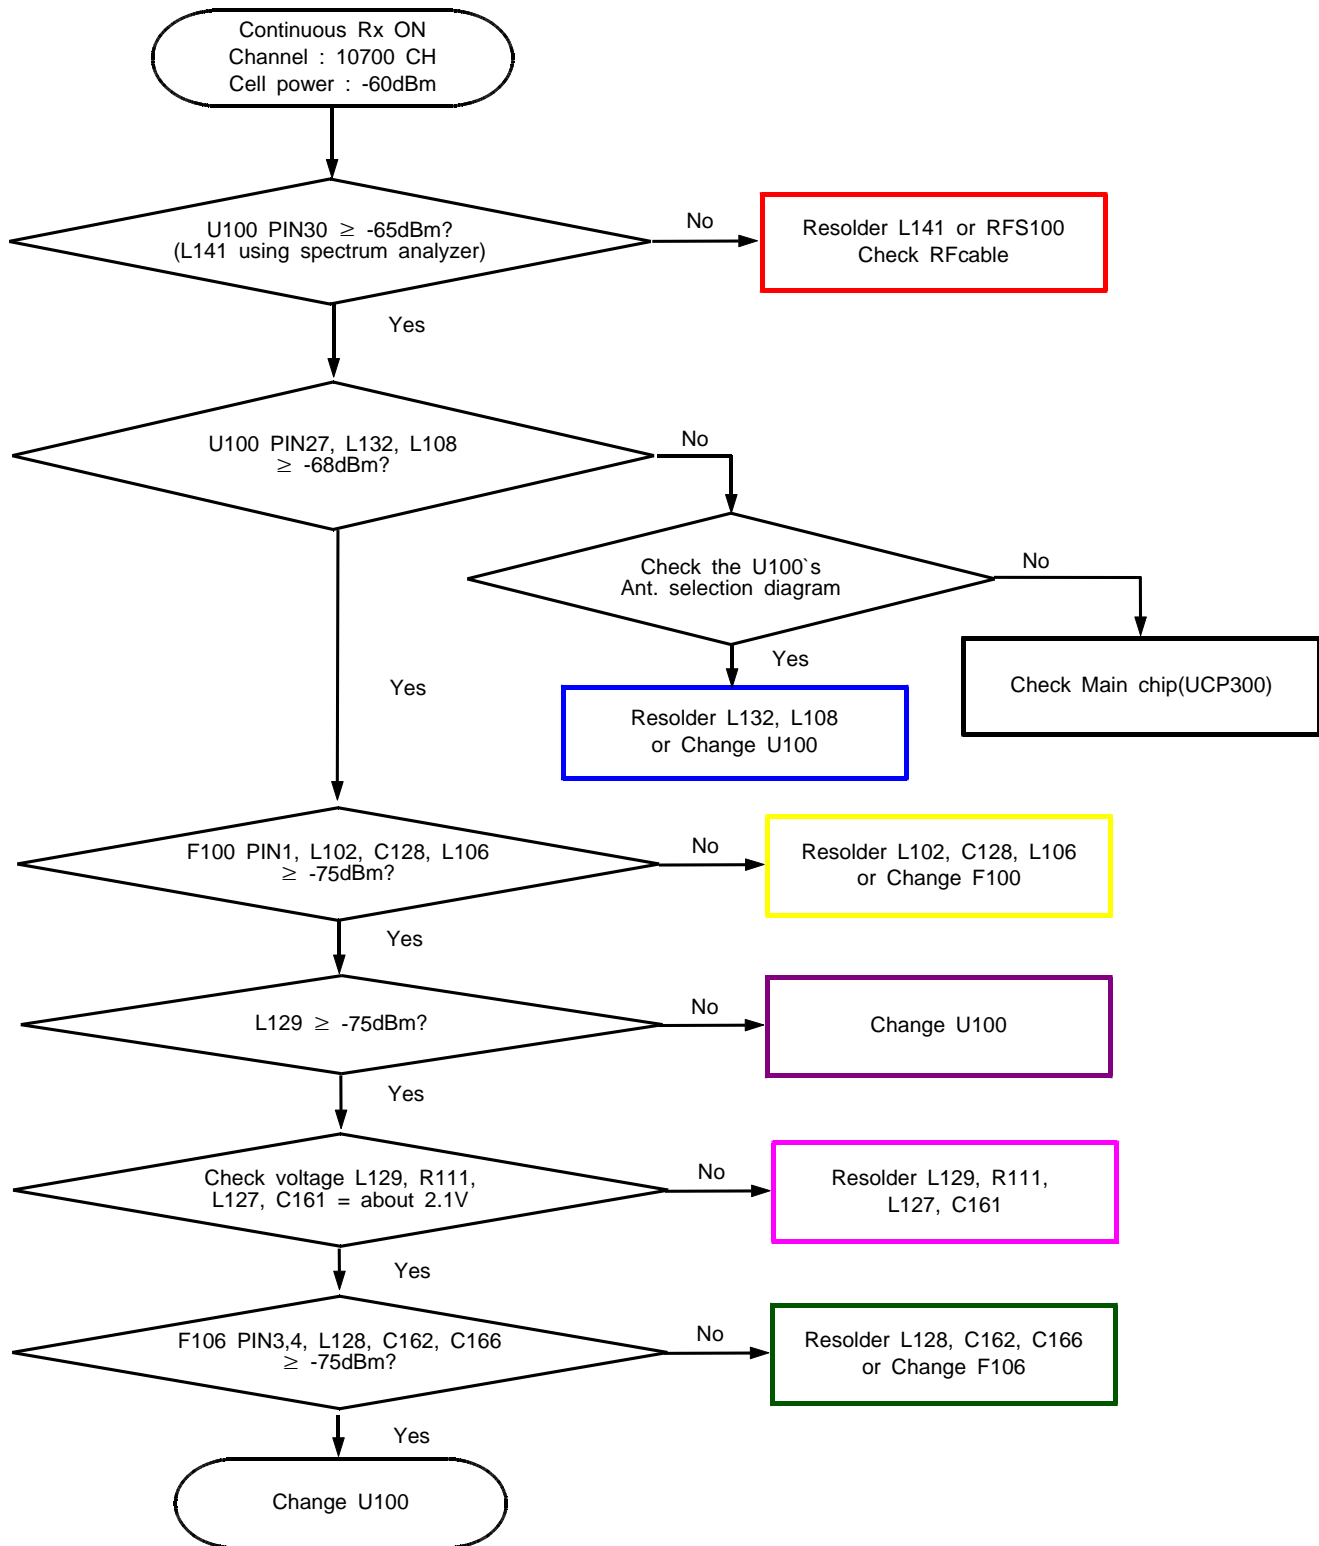 Continuous Rx ON
Channel : 10700 CH
Cell power : -60dBm
U100 PIN30 ≥ -65dBm?
(L141 using spectrum analyzer)
No
Resolder L141 or RFS100
Check RFcable
Yes
U100 PIN27, L132, L108
≥ -68dBm?
No
Check the U100`s
Ant. selection diagram
No
Check Main chip(UCP300)
Yes
Resolder L132, L108
or Change U100
Yes
F100 PIN1, L102, C128, L106
≥ -75dBm?
No
Resolder L102, C128, L106
or Change F100
Yes
L129 ≥ -75dBm?
No
Change U100
Yes
Check voltage L129, R111,
L127, C161 = about 2.1V
No
Resolder L129, R111,
L127, C161
Yes
F106 PIN3,4, L128, C162, C166
≥ -75dBm?
No
Resolder L128, C162, C166
or Change F106
Yes
Change U100